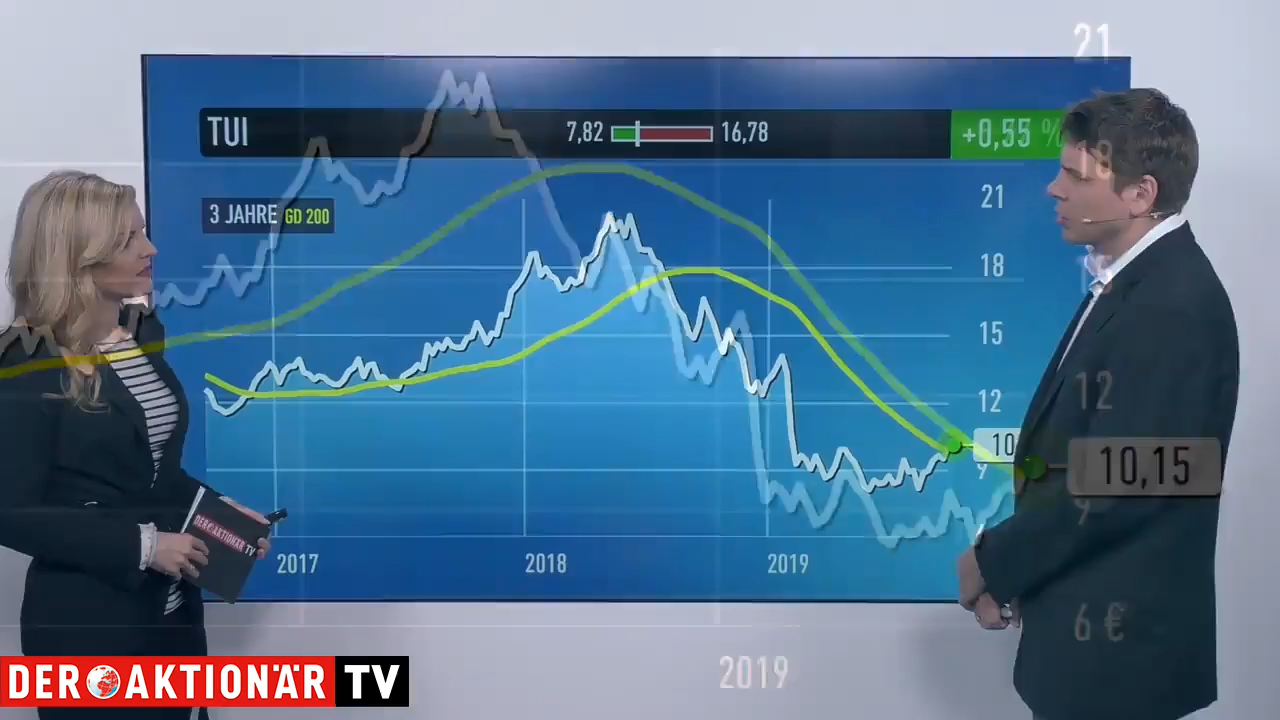 21
TUI 7,82 16,78 +0,55 %
18
3 JAHRE GD 200
21
18
15
12
12
10
10,15
9
9
DER AKTIONÄR TV
2017 2018 2019
6 €
DER AKTIONÄR TV
2019